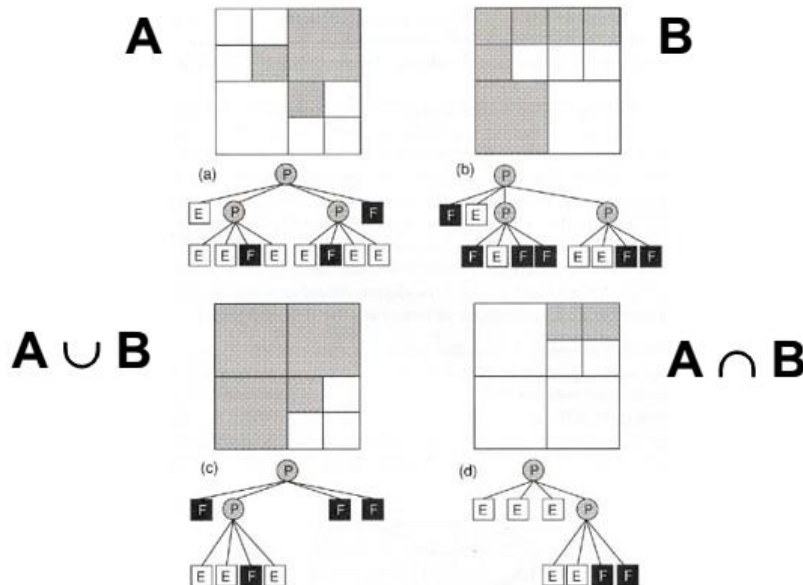 A
B
(a)
P
E P P F
E E F E E F E E
(b)
P
F E P P
F E F F E E F F
A ∪ B
A ∩ B
(c)
P
F P F F
E E F E
(d)
P
E E E P
E E F F